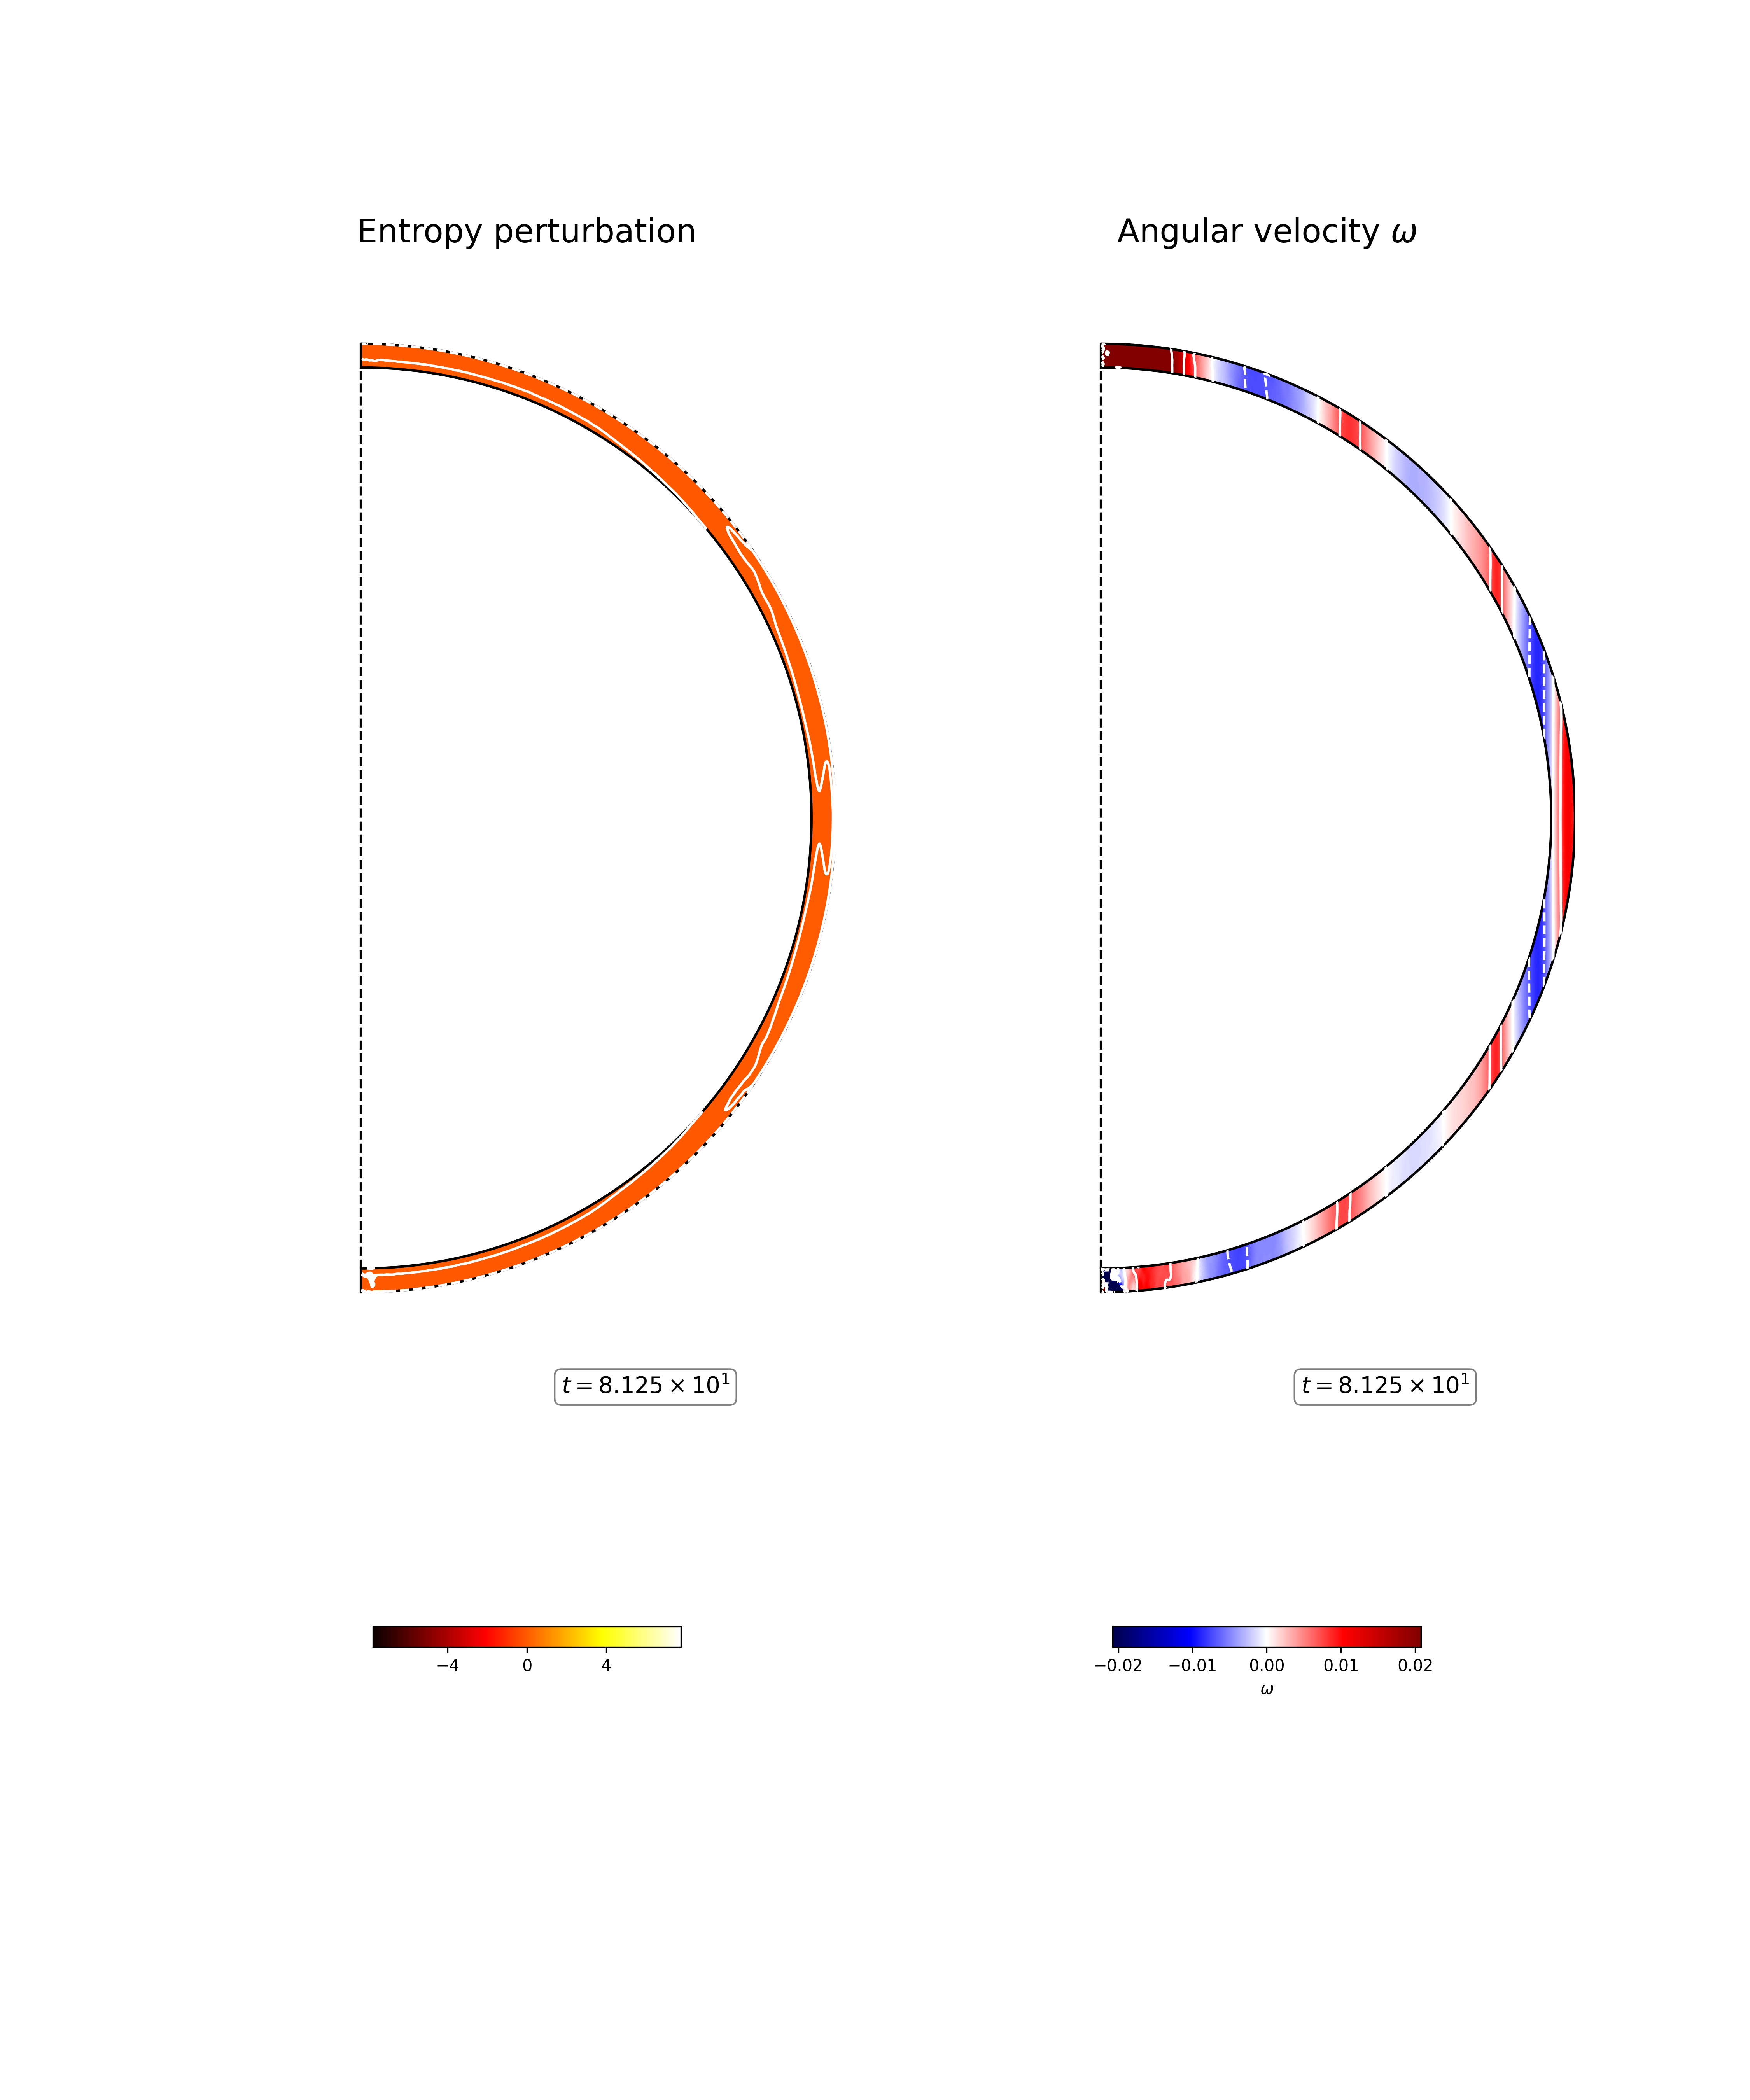 Entropy perturbation
Angular velocity ω
t = 8.125 × 10¹
t = 8.125 × 10¹
−4 0 4
−0.02 −0.01 0.00 0.01 0.02
ω